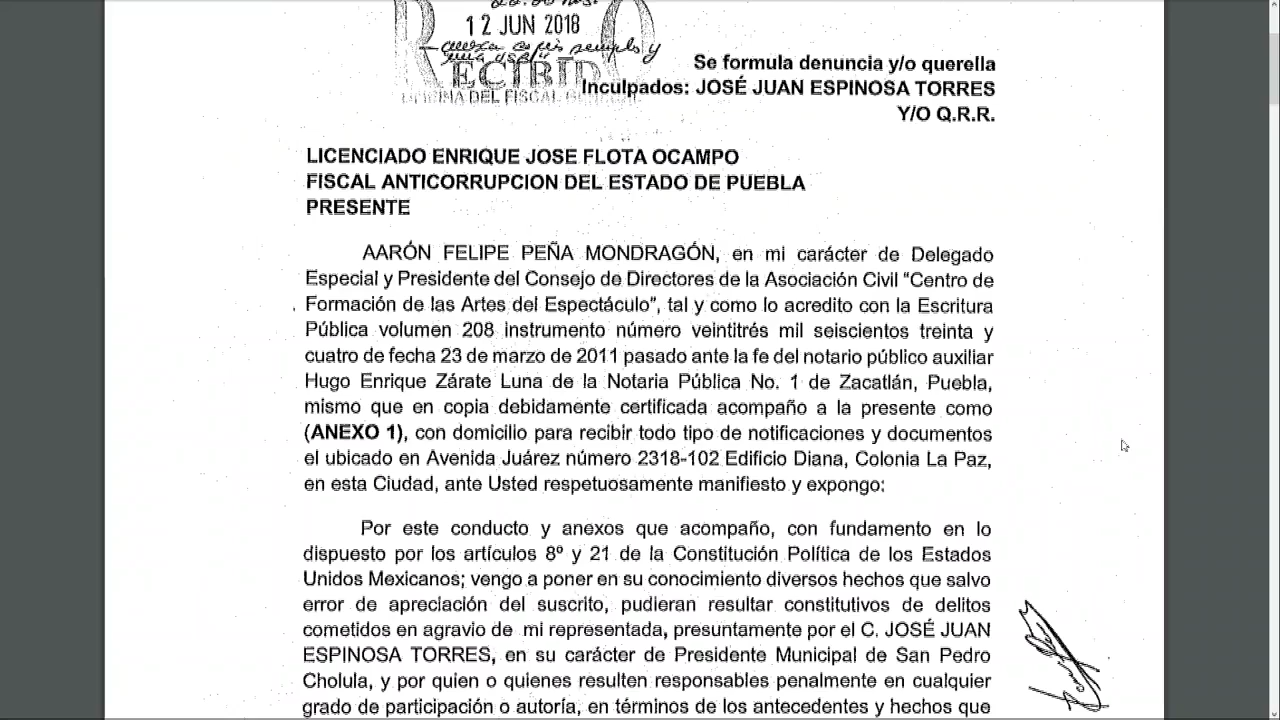 12 JUN 2018
RECIBIDO
OFICINA DEL FISCAL GENERAL
Se formula denuncia y/o querella
Inculpados: JOSÉ JUAN ESPINOSA TORRES
Y/O Q.R.R.
LICENCIADO ENRIQUE JOSE FLOTA OCAMPO
FISCAL ANTICORRUPCION DEL ESTADO DE PUEBLA
PRESENTE
AARÓN FELIPE PEÑA MONDRAGÓN, en mi carácter de Delegado
Especial y Presidente del Consejo de Directores de la Asociación Civil "Centro de
Formación de las Artes del Espectáculo", tal y como lo acredito con la Escritura
Pública volumen 208 instrumento número veintitrés mil seiscientos treinta y
cuatro de fecha 23 de marzo de 2011 pasado ante la fe del notario público auxiliar
Hugo Enrique Zárate Luna de la Notaria Pública No. 1 de Zacatlán, Puebla,
mismo que en copia debidamente certificada acompaño a la presente como
(ANEXO 1), con domicilio para recibir todo tipo de notificaciones y documentos
el ubicado en Avenida Juárez número 2318-102 Edificio Diana, Colonia La Paz,
en esta Ciudad, ante Usted respetuosamente manifiesto y expongo:
Por este conducto y anexos que acompaño, con fundamento en lo
dispuesto por los artículos 8º y 21 de la Constitución Política de los Estados
Unidos Mexicanos; vengo a poner en su conocimiento diversos hechos que salvo
error de apreciación del suscrito, pudieran resultar constitutivos de delitos
cometidos en agravio de mi representada, presuntamente por el C. JOSÉ JUAN
ESPINOSA TORRES, en su carácter de Presidente Municipal de San Pedro
Cholula, y por quien o quienes resulten responsables penalmente en cualquier
grado de participación o autoría, en términos de los antecedentes y hechos que